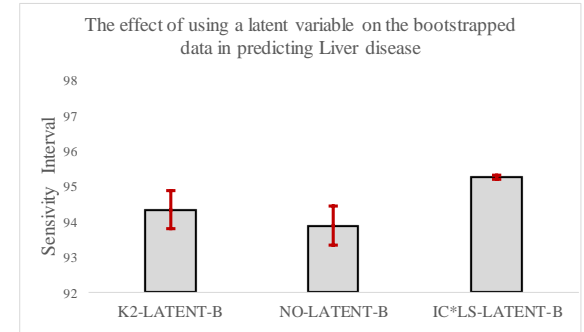 The effect of using a latent variable on the bootstrapped
data in predicting Liver disease
98
97
96
95
94
93
92
Sensivity Interval
K2-LATENT-B NO-LATENT-B IC*LS-LATENT-B